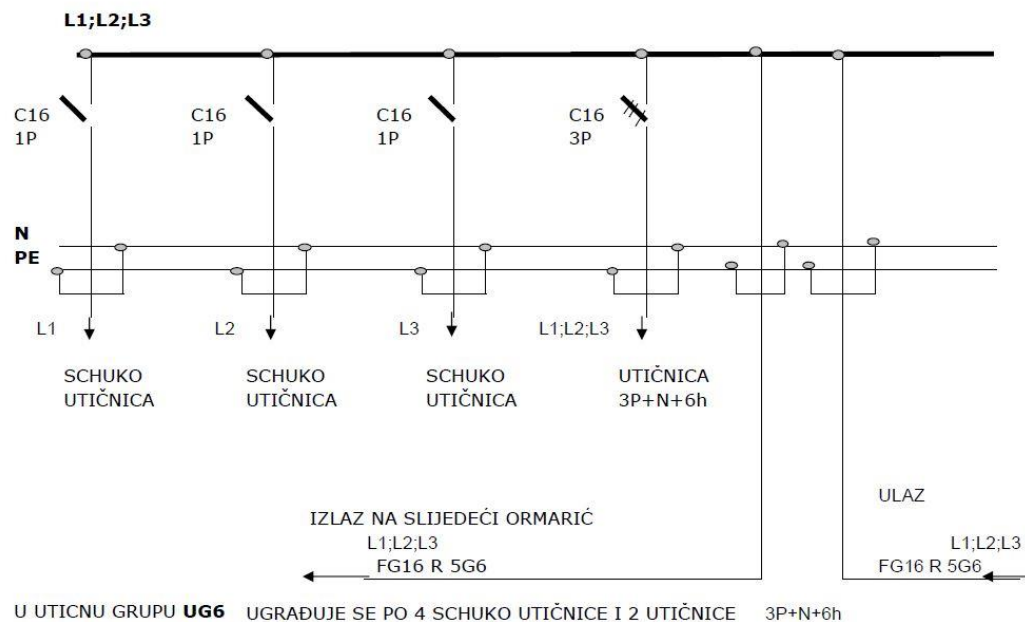 L1;L2;L3
C16
1P
C16
1P
C16
1P
C16
3P
N
PE
L1
L2
L3
L1;L2;L3
SCHUKO
UTIČNICA
SCHUKO
UTIČNICA
SCHUKO
UTIČNICA
UTIČNICA
3P+N+6h
ULAZ
IZLAZ NA SLIJEDEĆI ORMARIĆ
L1;L2;L3
FG16 R 5G6
L1;L2;L3
FG16 R 5G6
U UTICNU GRUPU UG6 UGRAĐUJE SE PO 4 SCHUKO UTIČNICE I 2 UTIČNICE 3P+N+6h